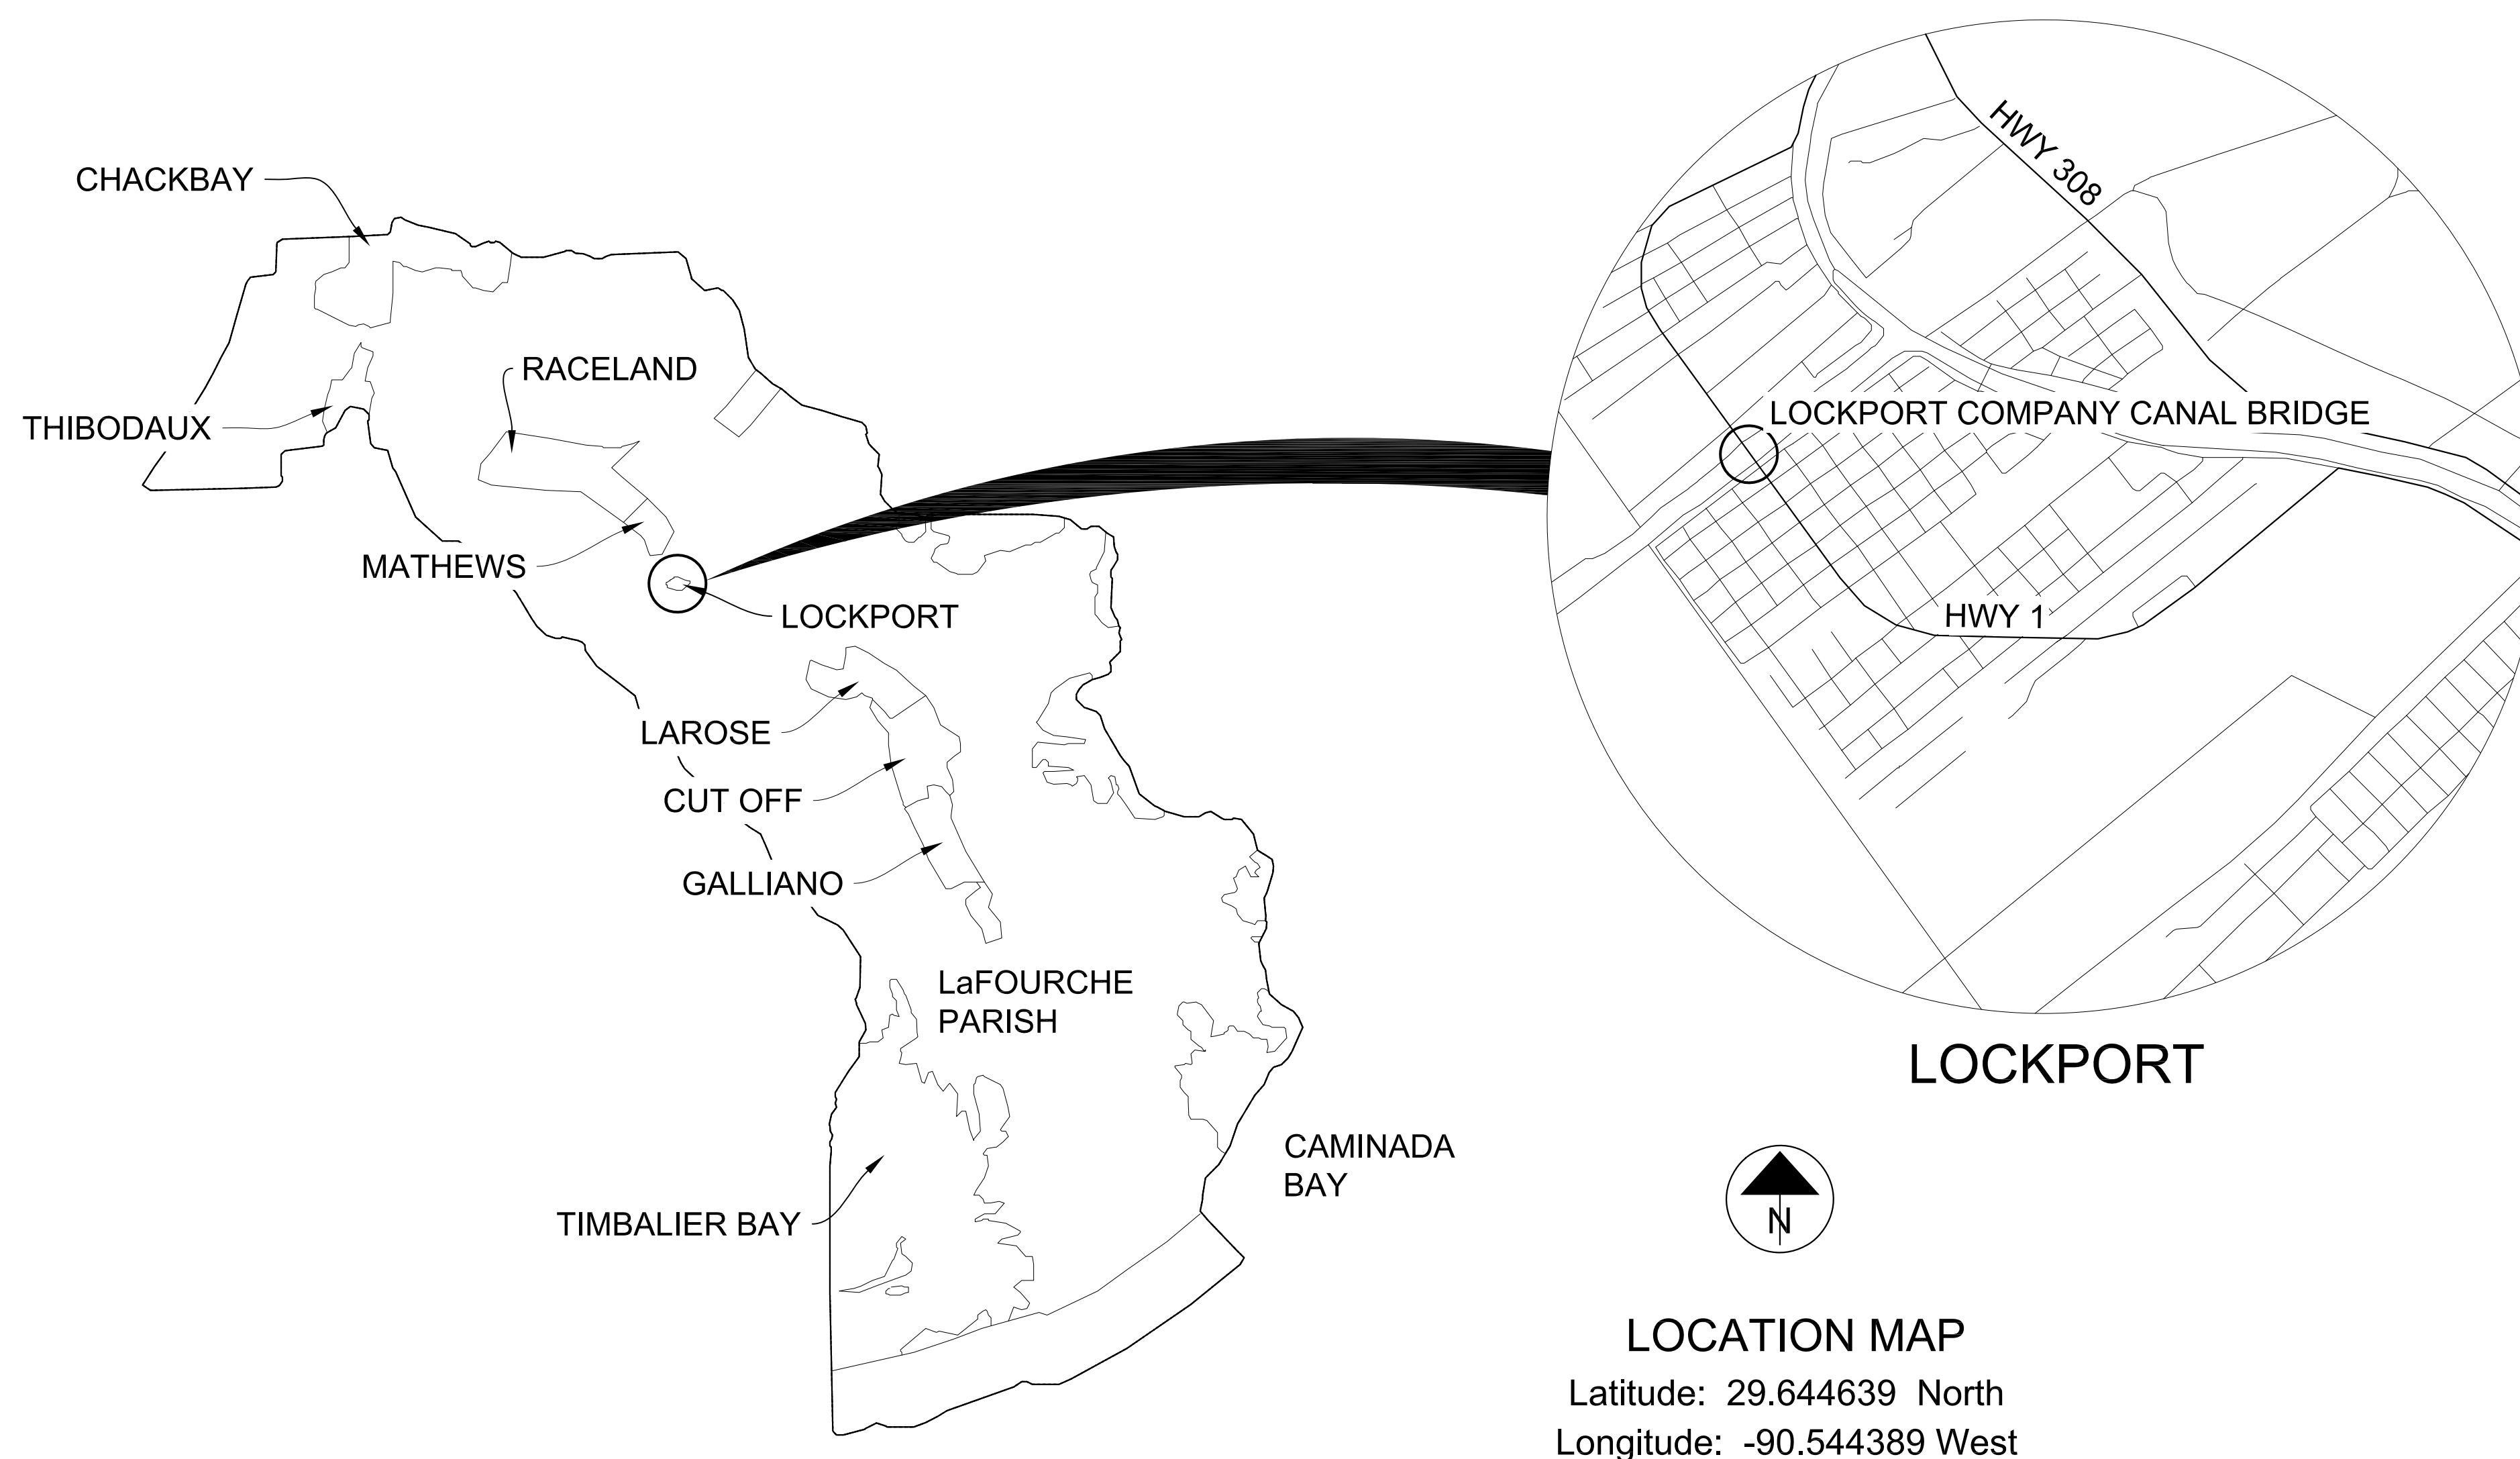 CHACKBAY
RACELAND
THIBODAUX
MATHEWS
LOCKPORT
LAROSE
CUT OFF
GALLIANO
LaFOURCHE
PARISH
CAMINADA
BAY
TIMBALIER BAY
HWY 308
LOCKPORT COMPANY CANAL BRIDGE
HWY 1
LOCKPORT
N
LOCATION MAP
Latitude: 29.644639 North
Longitude: -90.544389 West